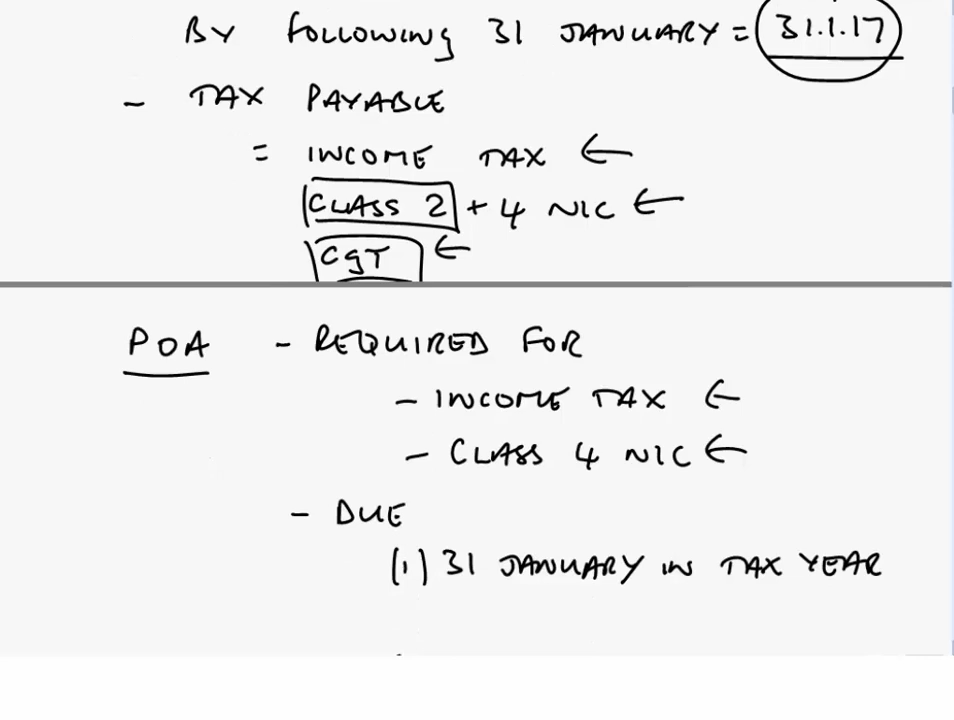 BY FOLLOWING 31 JANUARY = 31.1.17
- TAX PAYABLE
= INCOME TAX ←
CLASS 2 + 4 NIC ←
CGT ←
POA - REQUIRED FOR
- INCOME TAX ←
- CLASS 4 NIC ←
- DUE
(1) 31 JANUARY IN TAX YEAR